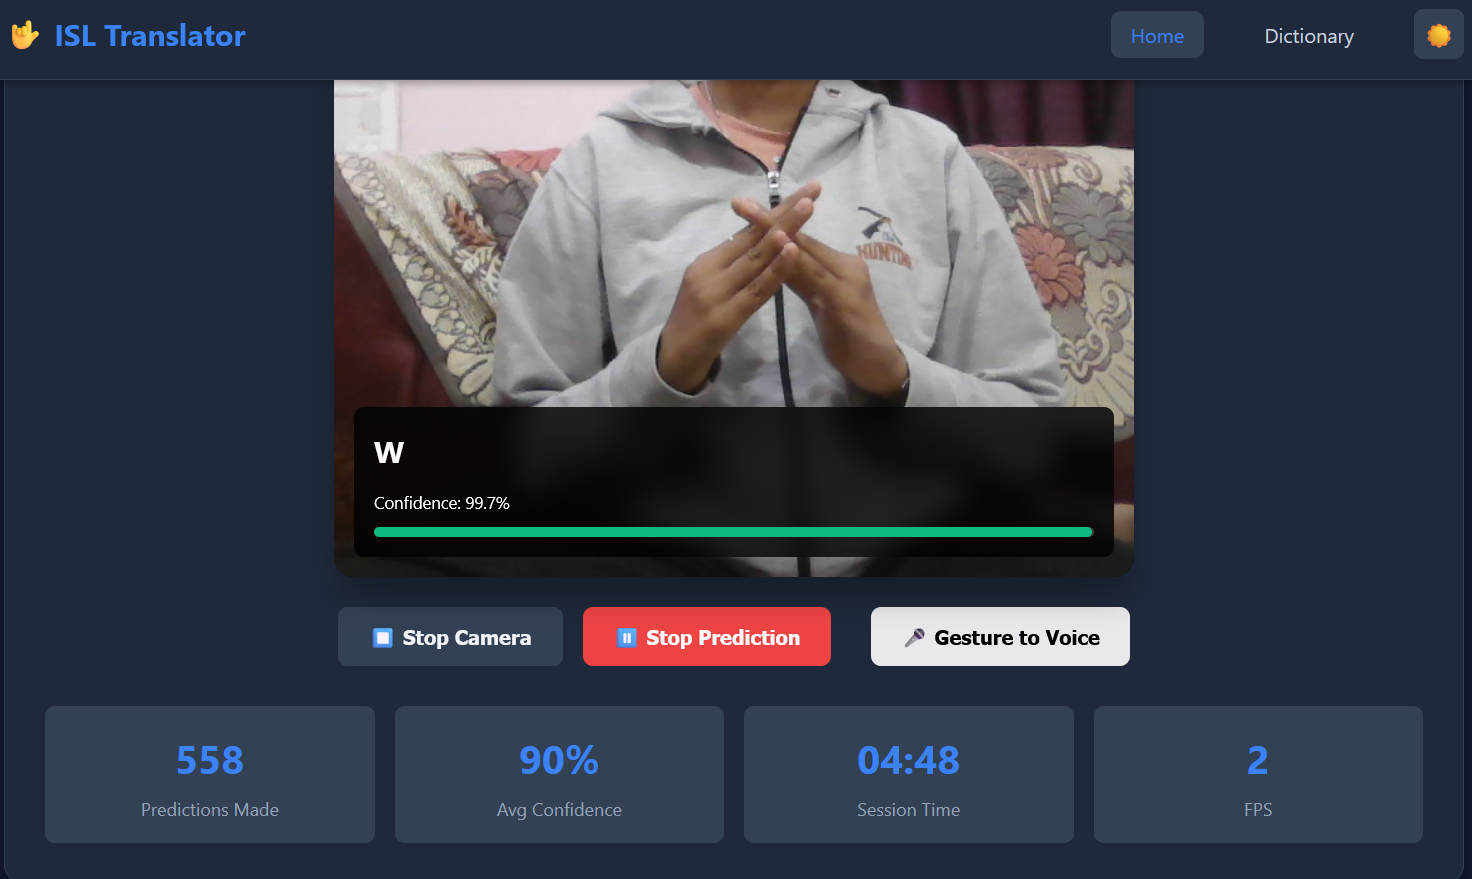 ISL Translator
Home
Dictionary
HUNTING
W
Confidence: 99.7%
Stop Camera
Stop Prediction
Gesture to Voice
558
Predictions Made
90%
Avg Confidence
04:48
Session Time
2
FPS